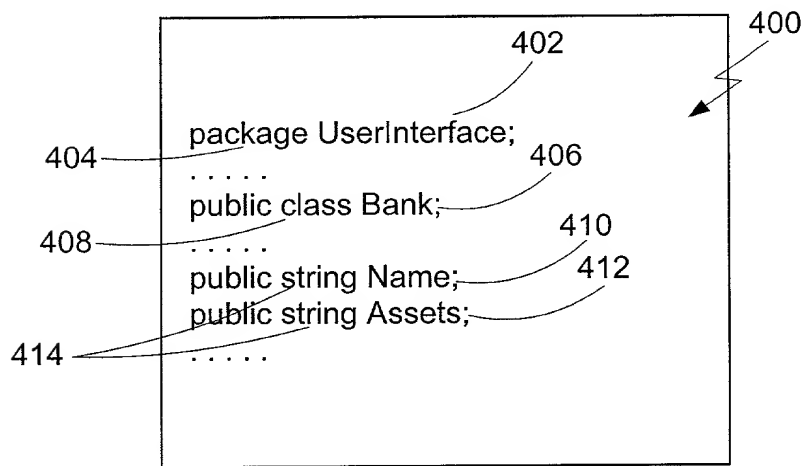 400
402
package UserInterface;
404
. . . . .
406
public class Bank;
408
. . . . .
410
public string Name;
412
public string Assets;
414
. . . . .